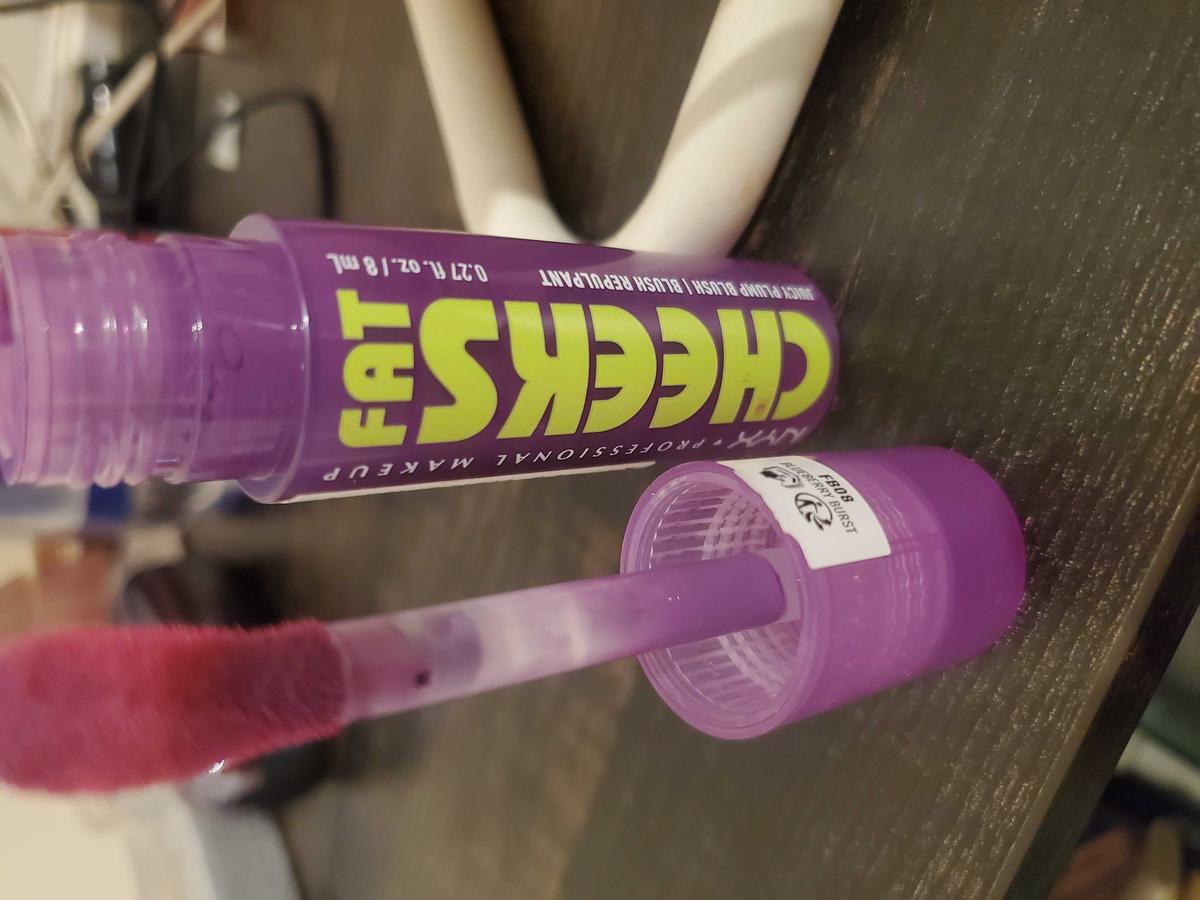 NYX • PROFESSIONAL MAKEUP
FAT
CHEEKS
JUICY PLUMP BLUSH | BLUSH REPULPANT
0.27 fl. oz. / 8 mL
FB08
BLUEBERRY BURST